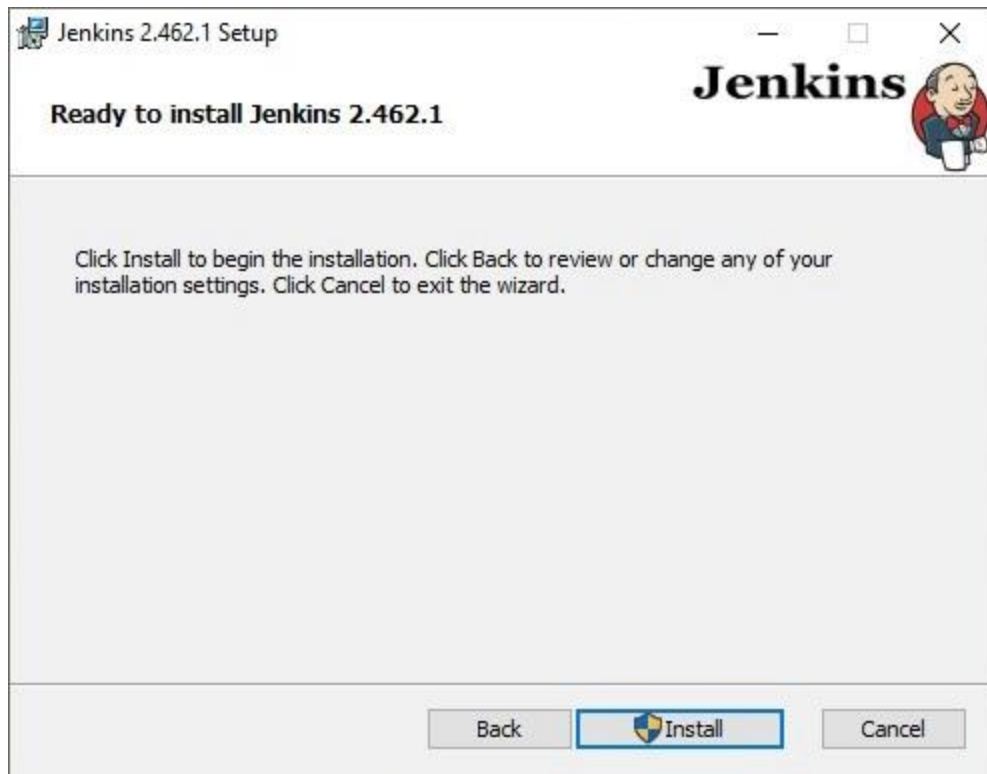 Jenkins 2.462.1 Setup
Jenkins
Ready to install Jenkins 2.462.1
Click Install to begin the installation. Click Back to review or change any of your
installation settings. Click Cancel to exit the wizard.
Back
Install
Cancel